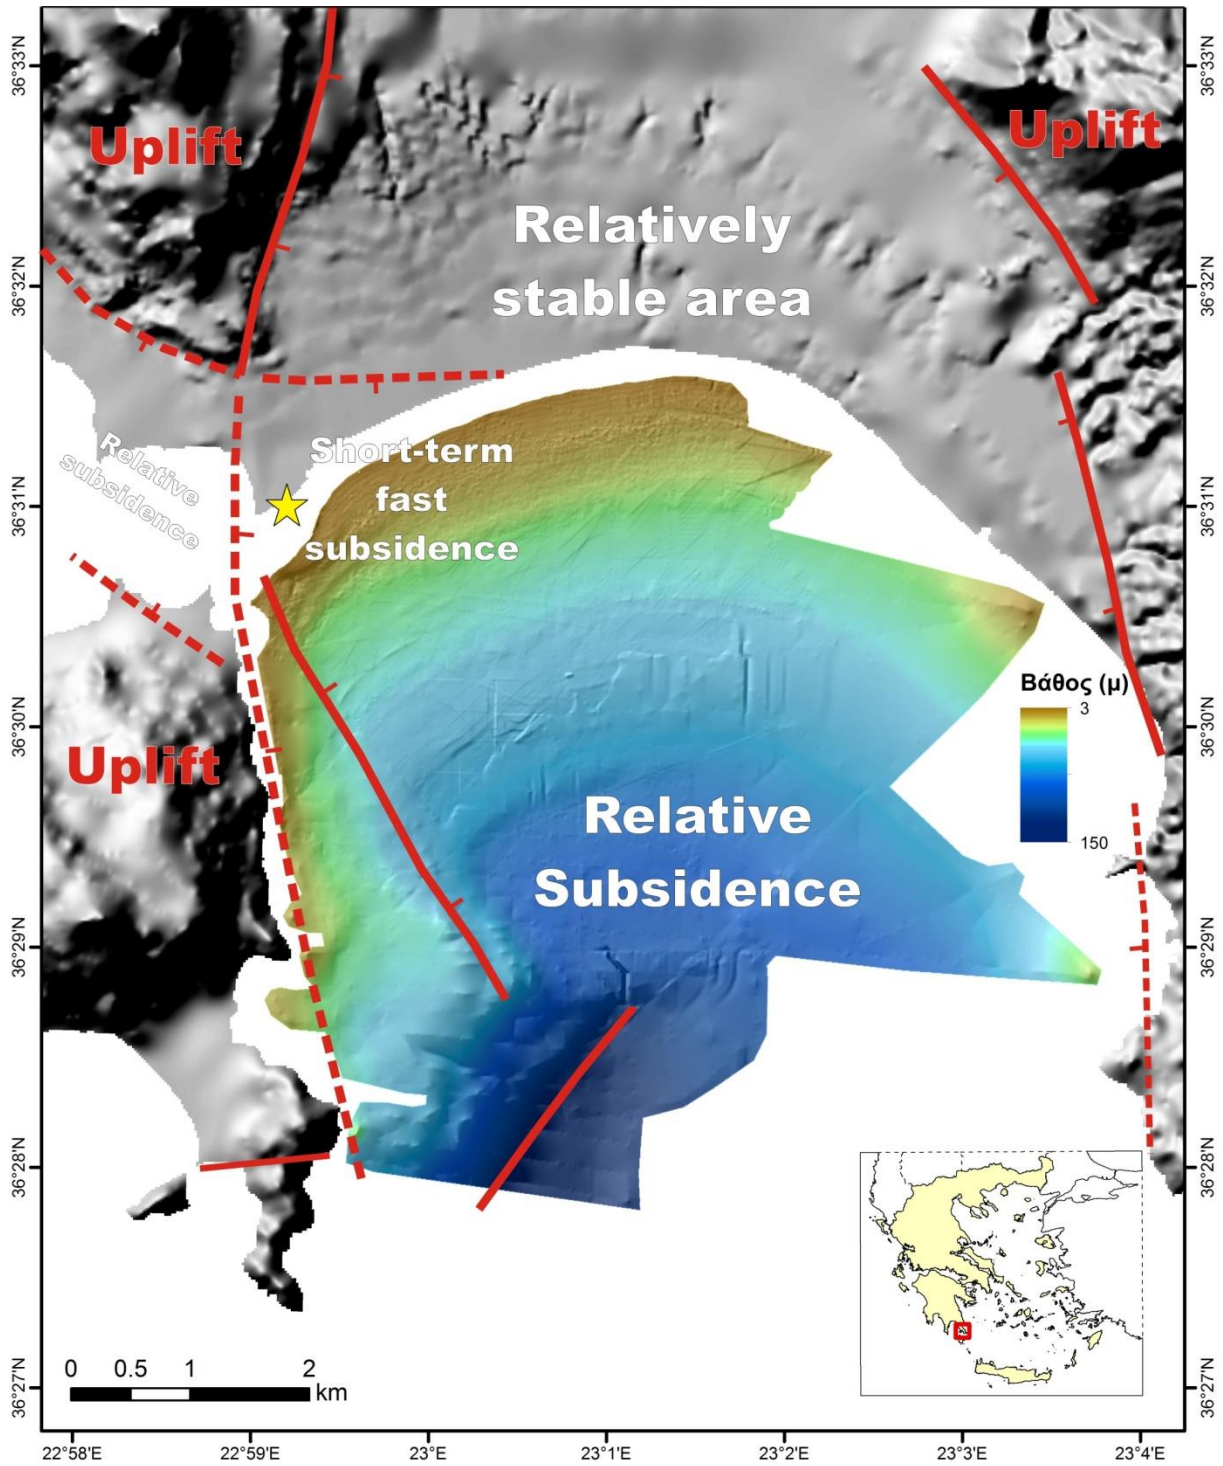 36°33'N
36°33'N
Uplift
Uplift
Relatively
stable area
36°32'N
36°32'N
Relative
subsidence
Short-term
fast
subsidence
36°31'N
36°31'N
Βάθος (μ)
3
150
36°30'N
36°30'N
Uplift
Relative
Subsidence
36°29'N
36°29'N
36°28'N
36°28'N
0 0.5 1 2
km
36°27'N
36°27'N
22°58'E 22°59'E 23°0'E 23°1'E 23°2'E 23°3'E 23°4'E